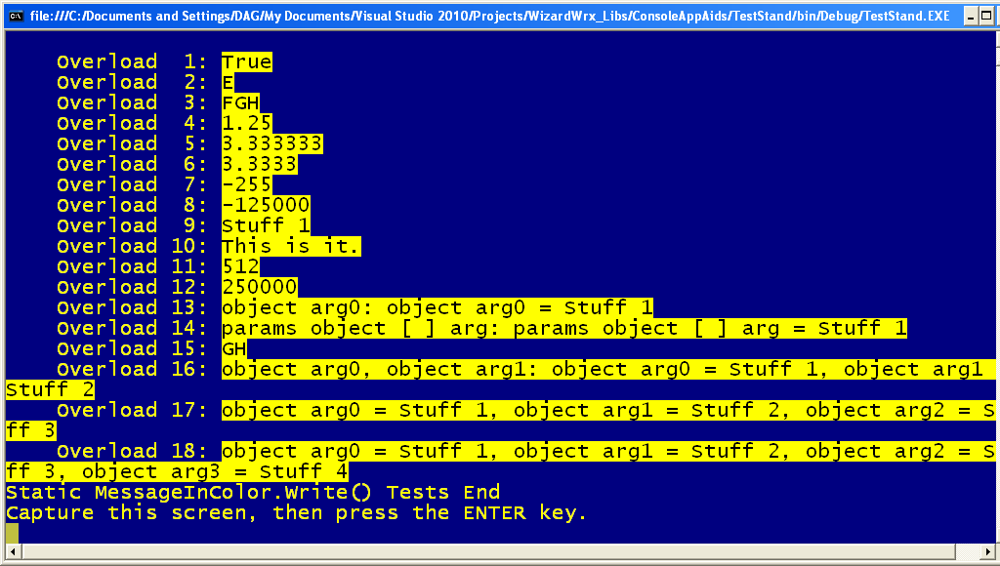 file:///C:/Documents and Settings/DAG/My Documents/Visual Studio 2010/Projects/WizardWrx_Libs/ConsoleAppAids/TestStand/bin/Debug/TestStand.EXE
Overload  1: True
Overload  2: E
Overload  3: FGH
Overload  4: 1.25
Overload  5: 3.333333
Overload  6: 3.3333
Overload  7: -255
Overload  8: -125000
Overload  9: Stuff 1
Overload 10: This is it.
Overload 11: 512
Overload 12: 250000
Overload 13: object arg0: object arg0 = Stuff 1
Overload 14: params object [ ] arg: params object [ ] arg = Stuff 1
Overload 15: GH
Overload 16: object arg0, object arg1: object arg0 = Stuff 1, object arg1
Stuff 2
Overload 17: object arg0 = Stuff 1, object arg1 = Stuff 2, object arg2 = S
ff 3
Overload 18: object arg0 = Stuff 1, object arg1 = Stuff 2, object arg2 = S
ff 3, object arg3 = Stuff 4
Static MessageInColor.Write() Tests End
Capture this screen, then press the ENTER key.